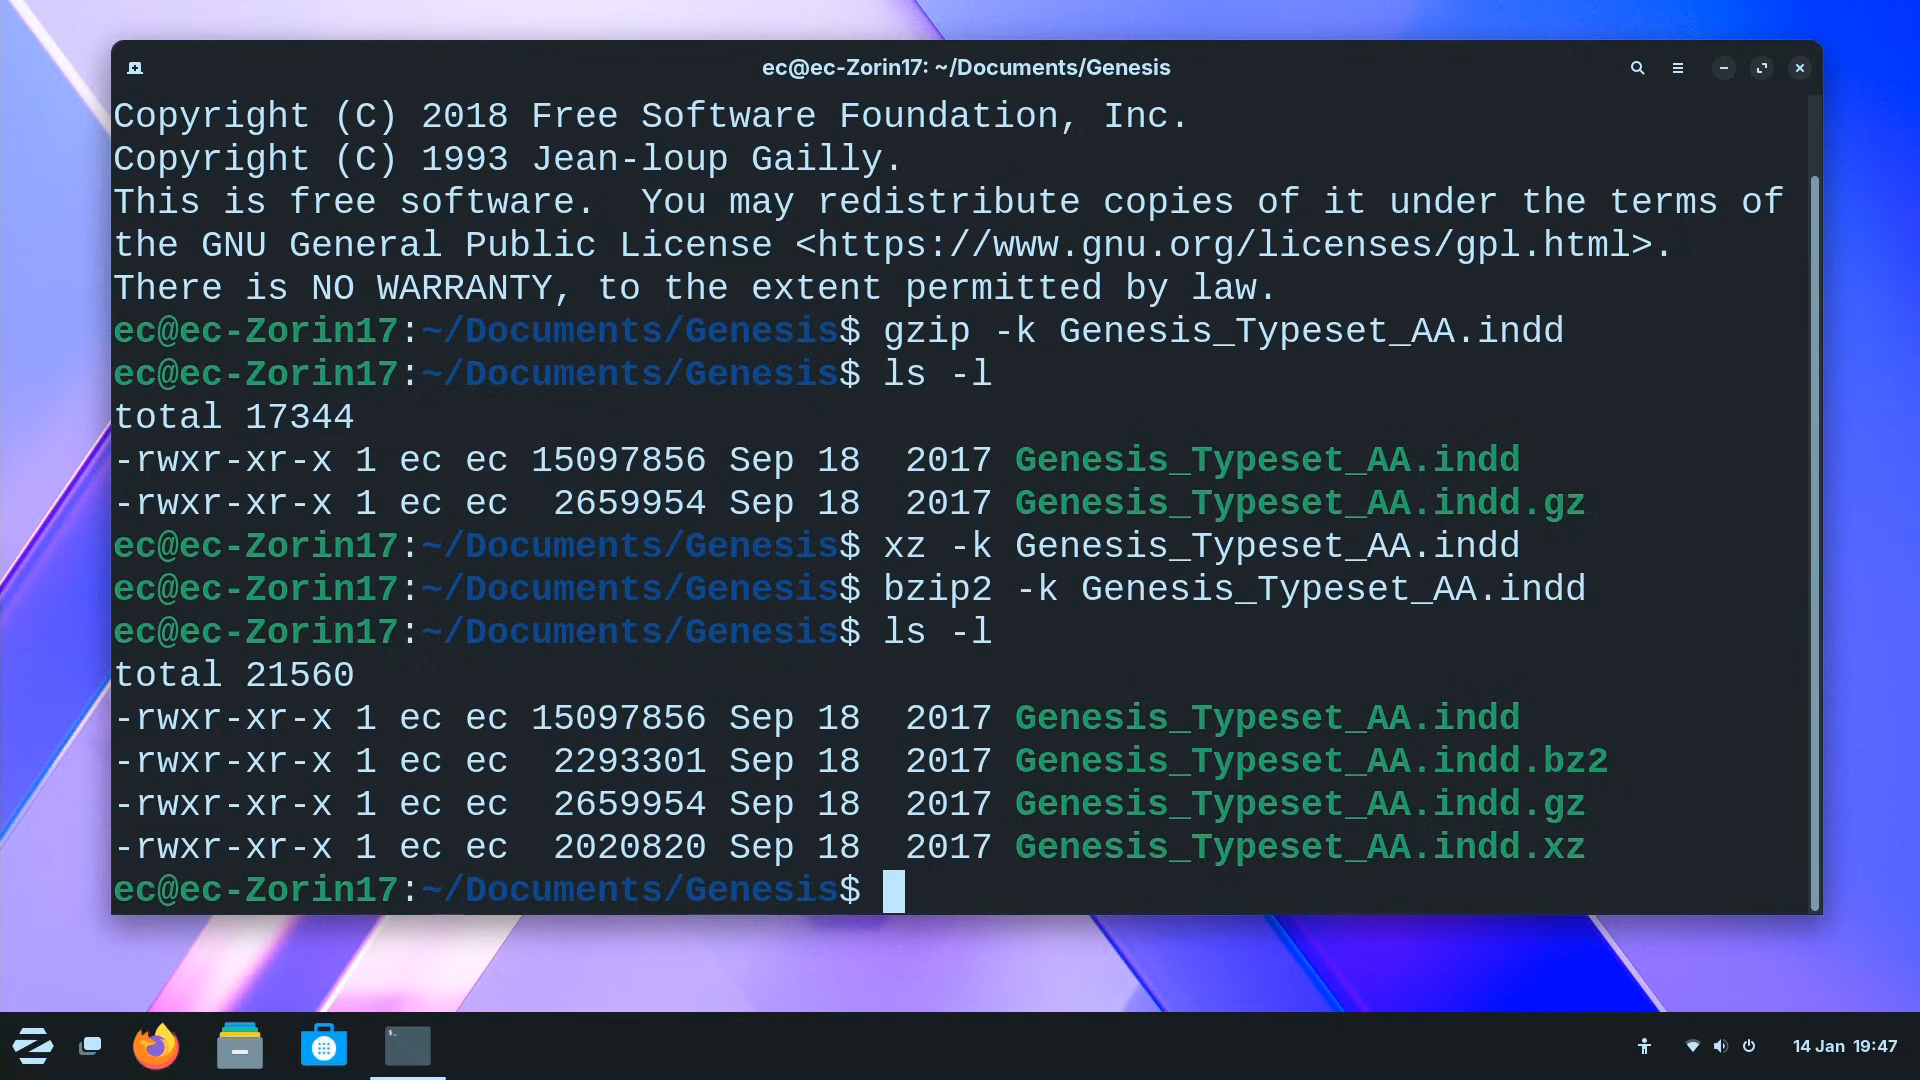 ec@ec-Zorin17: ~/Documents/Genesis
Copyright (C) 2018 Free Software Foundation, Inc.
Copyright (C) 1993 Jean-loup Gailly.
This is free software.  You may redistribute copies of it under the terms of
the GNU General Public License <https://www.gnu.org/licenses/gpl.html>.
There is NO WARRANTY, to the extent permitted by law.
ec@ec-Zorin17:~/Documents/Genesis$ gzip -k Genesis_Typeset_AA.indd
ec@ec-Zorin17:~/Documents/Genesis$ ls -l
total 17344
-rwxr-xr-x 1 ec ec 15097856 Sep 18  2017 Genesis_Typeset_AA.indd
-rwxr-xr-x 1 ec ec  2659954 Sep 18  2017 Genesis_Typeset_AA.indd.gz
ec@ec-Zorin17:~/Documents/Genesis$ xz -k Genesis_Typeset_AA.indd
ec@ec-Zorin17:~/Documents/Genesis$ bzip2 -k Genesis_Typeset_AA.indd
ec@ec-Zorin17:~/Documents/Genesis$ ls -l
total 21560
-rwxr-xr-x 1 ec ec 15097856 Sep 18  2017 Genesis_Typeset_AA.indd
-rwxr-xr-x 1 ec ec  2293301 Sep 18  2017 Genesis_Typeset_AA.indd.bz2
-rwxr-xr-x 1 ec ec  2659954 Sep 18  2017 Genesis_Typeset_AA.indd.gz
-rwxr-xr-x 1 ec ec  2020820 Sep 18  2017 Genesis_Typeset_AA.indd.xz
ec@ec-Zorin17:~/Documents/Genesis$
14 Jan 19:47